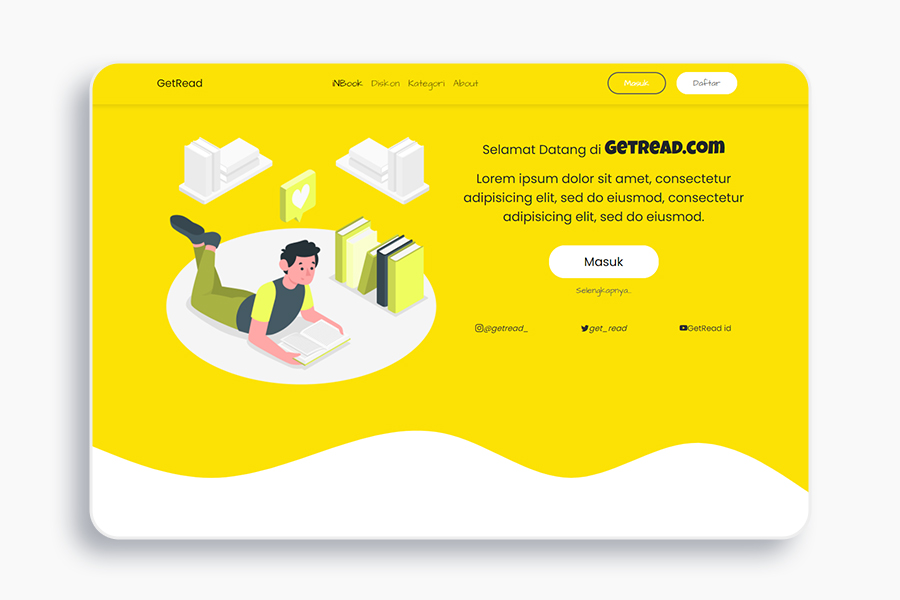 GetRead
iNBook Diskon Kategori About
Masuk Daftar
Selamat Datang di GetRead.com
Lorem ipsum dolor sit amet, consectetur
adipisicing elit, sed do eiusmod, consectetur
adipisicing elit, sed do eiusmod.
Masuk
Selengkapnya...
@getread_ get_read GetRead id